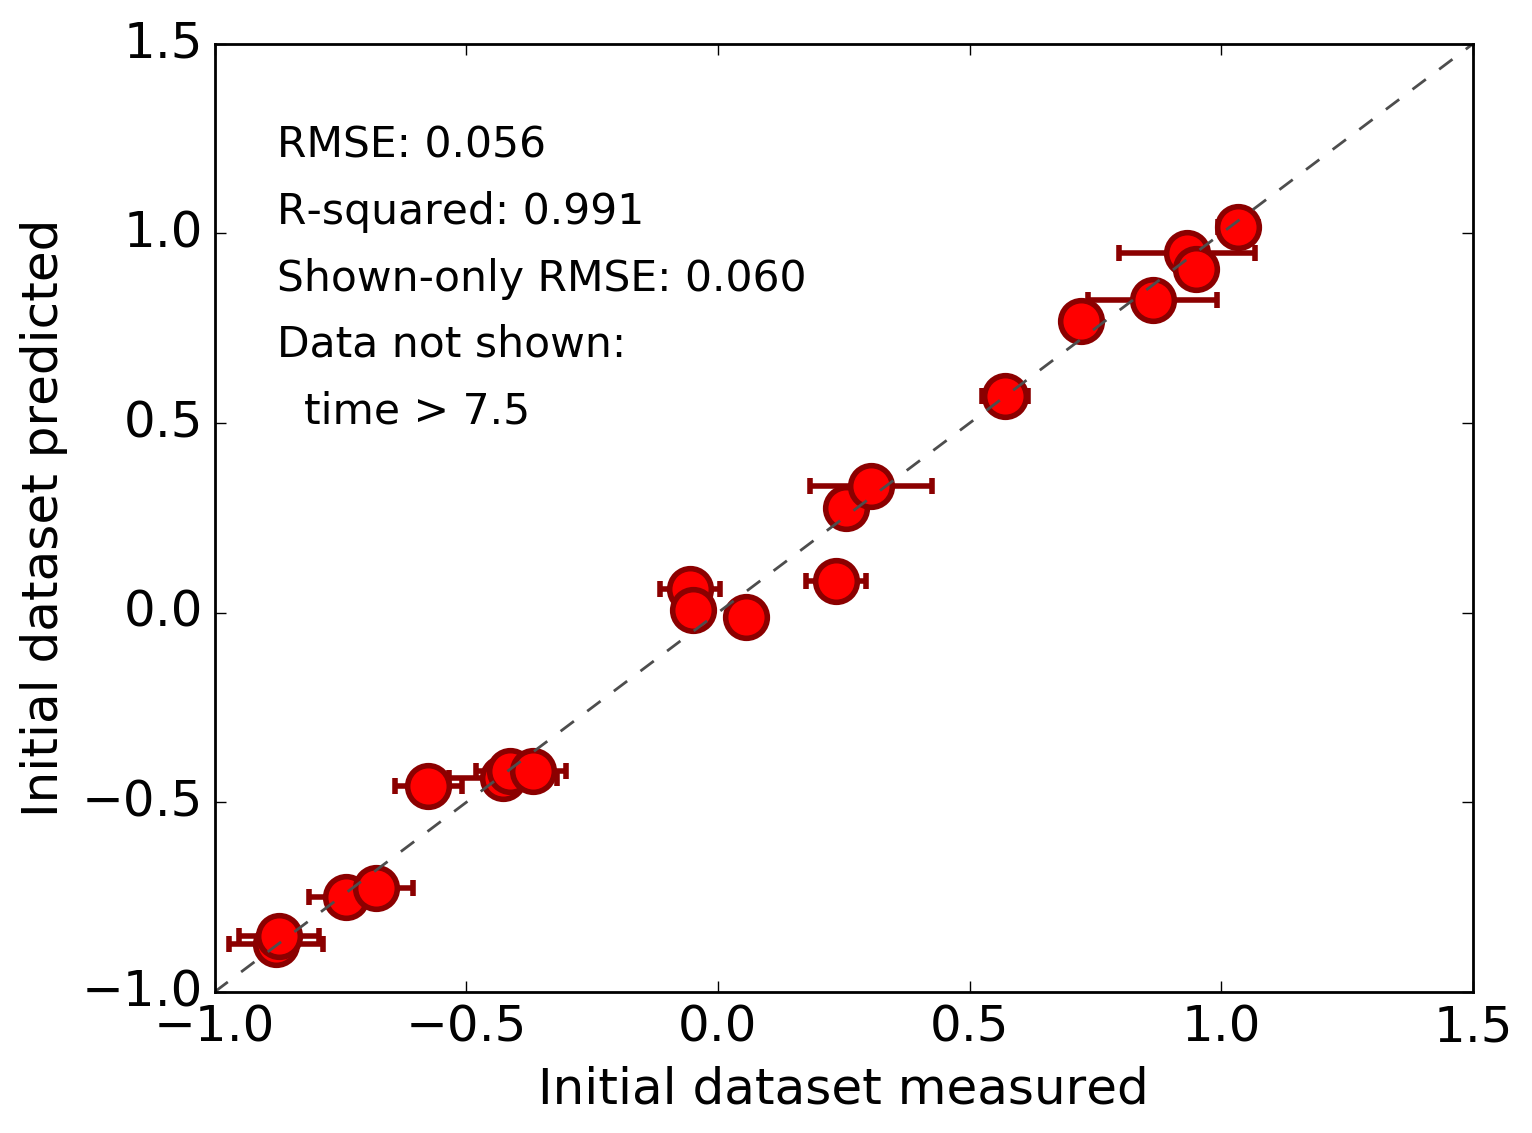 1.5
RMSE: 0.056
R-squared: 0.991
1.0
Shown-only RMSE: 0.060
Data not shown:
time > 7.5
0.5
0.0
−0.5
−1.0
Initial dataset predicted
−1.0 −0.5 0.0 0.5 1.0 1.5
Initial dataset measured